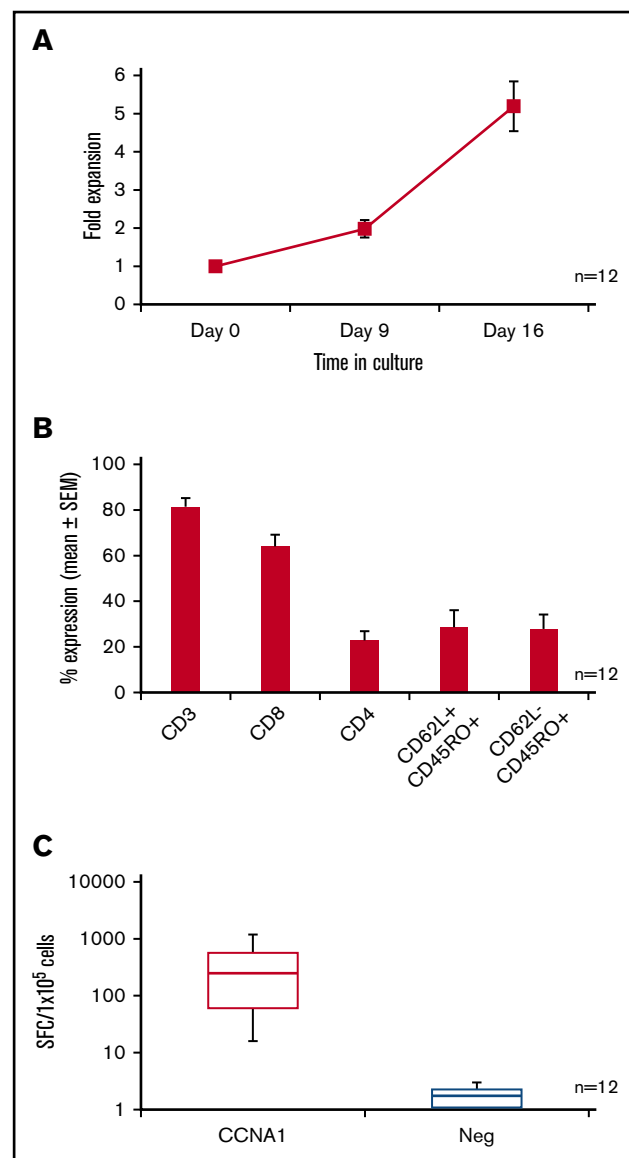 A
6
5
4
3
2
1
0
Fold expansion
n=12
Day 0 Day 9 Day 16
Time in culture
B
100
80
60
40
20
0
% expression (mean ± SEM)
n=12
CD3
CD8
CD4
CD62L+
CD45RO+
CD62L-
CD45RO+
C
10000
1000
100
10
1
SFC/1x10⁵ cells
n=12
CCNA1 Neg